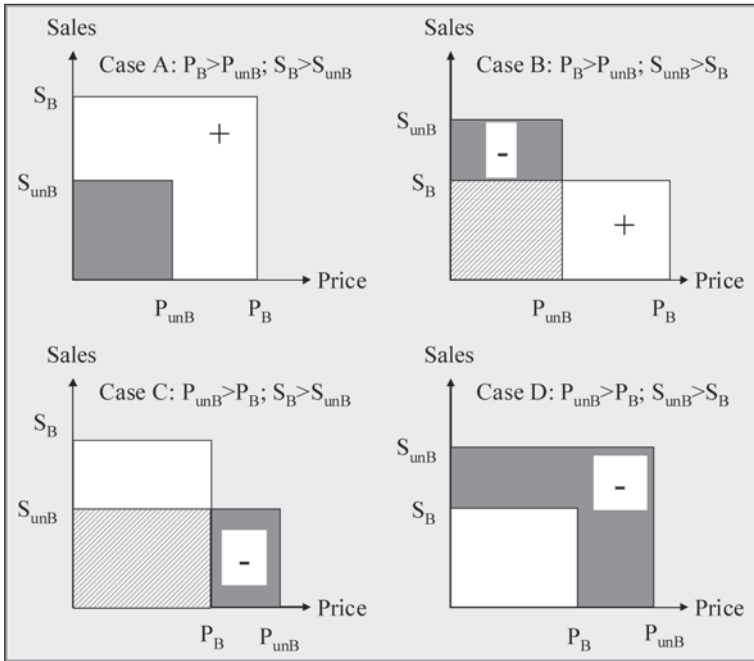 Sales
Case A: P_B>P_unB; S_B>S_unB
S_B
+
S_unB
Price
P_unB
P_B
Sales
Case B: P_B>P_unB; S_unB>S_B
S_unB
-
S_B
+
Price
P_unB
P_B
Sales
Case C: P_unB>P_B; S_B>S_unB
S_B
S_unB
-
Price
P_B
P_unB
Sales
Case D: P_unB>P_B; S_unB>S_B
S_unB
-
S_B
Price
P_B
P_unB